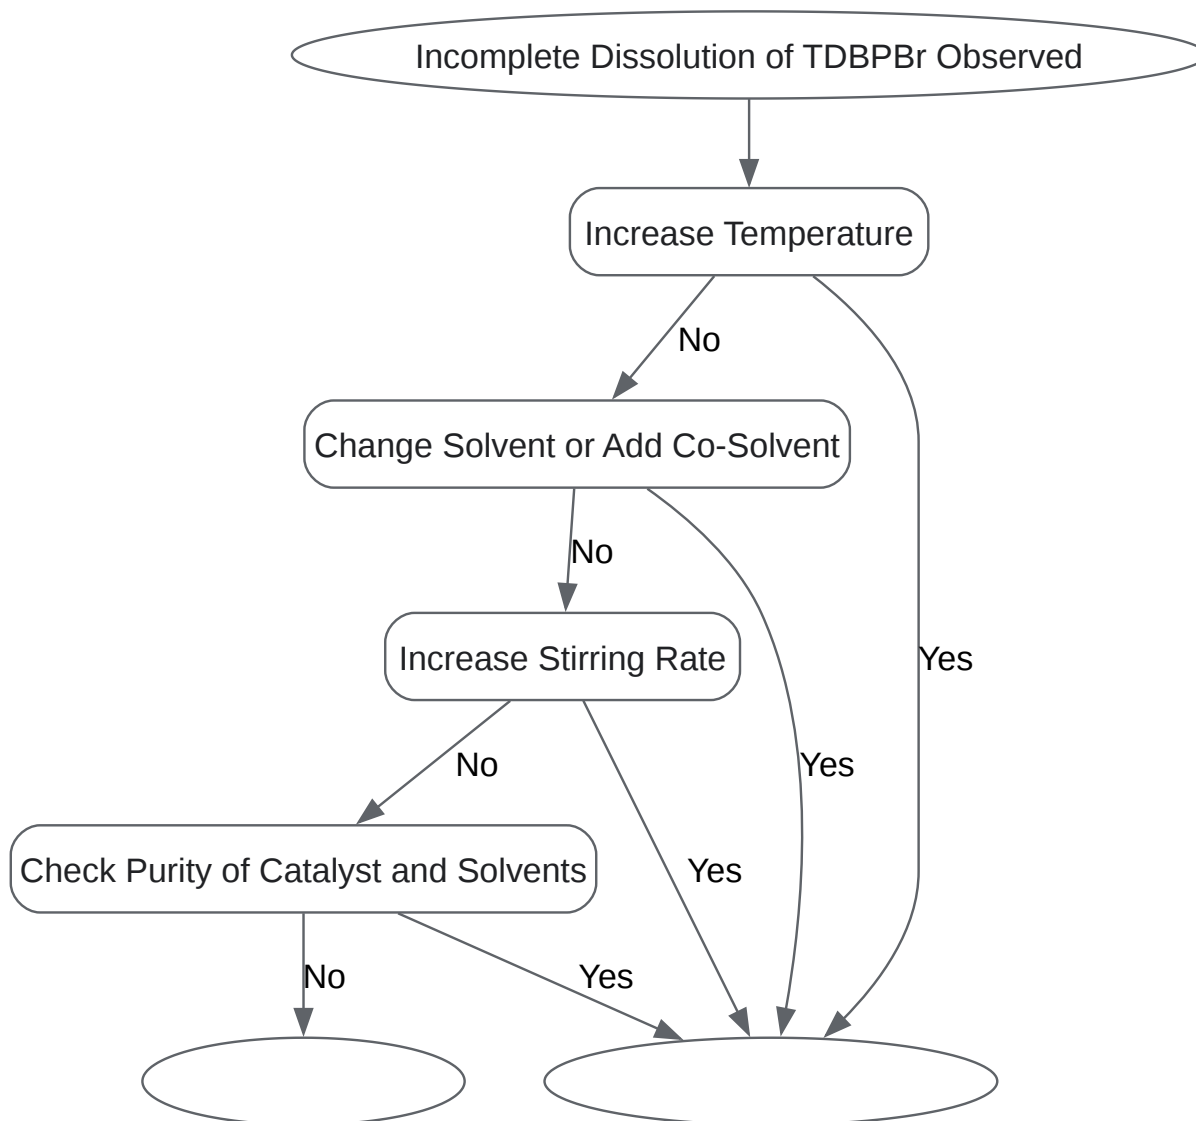 Incomplete Dissolution of TDBPBr Observed
Increase Temperature
No
Change Solvent or Add Co-Solvent
No
Increase Stirring Rate
Yes
No
Yes
Check Purity of Catalyst and Solvents
Yes
No
Yes